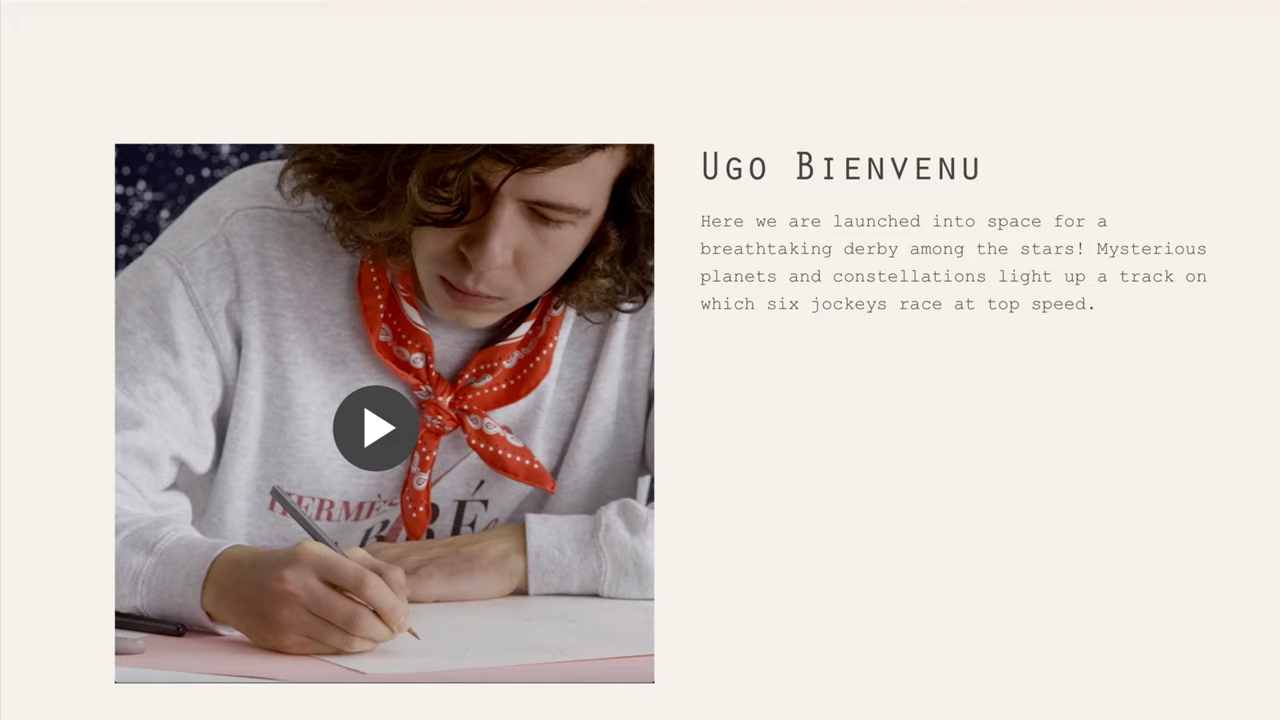 Ugo Bienvenu
Here we are launched into space for a
breathtaking derby among the stars! Mysterious
planets and constellations light up a track on
which six jockeys race at top speed.
HERMÈS